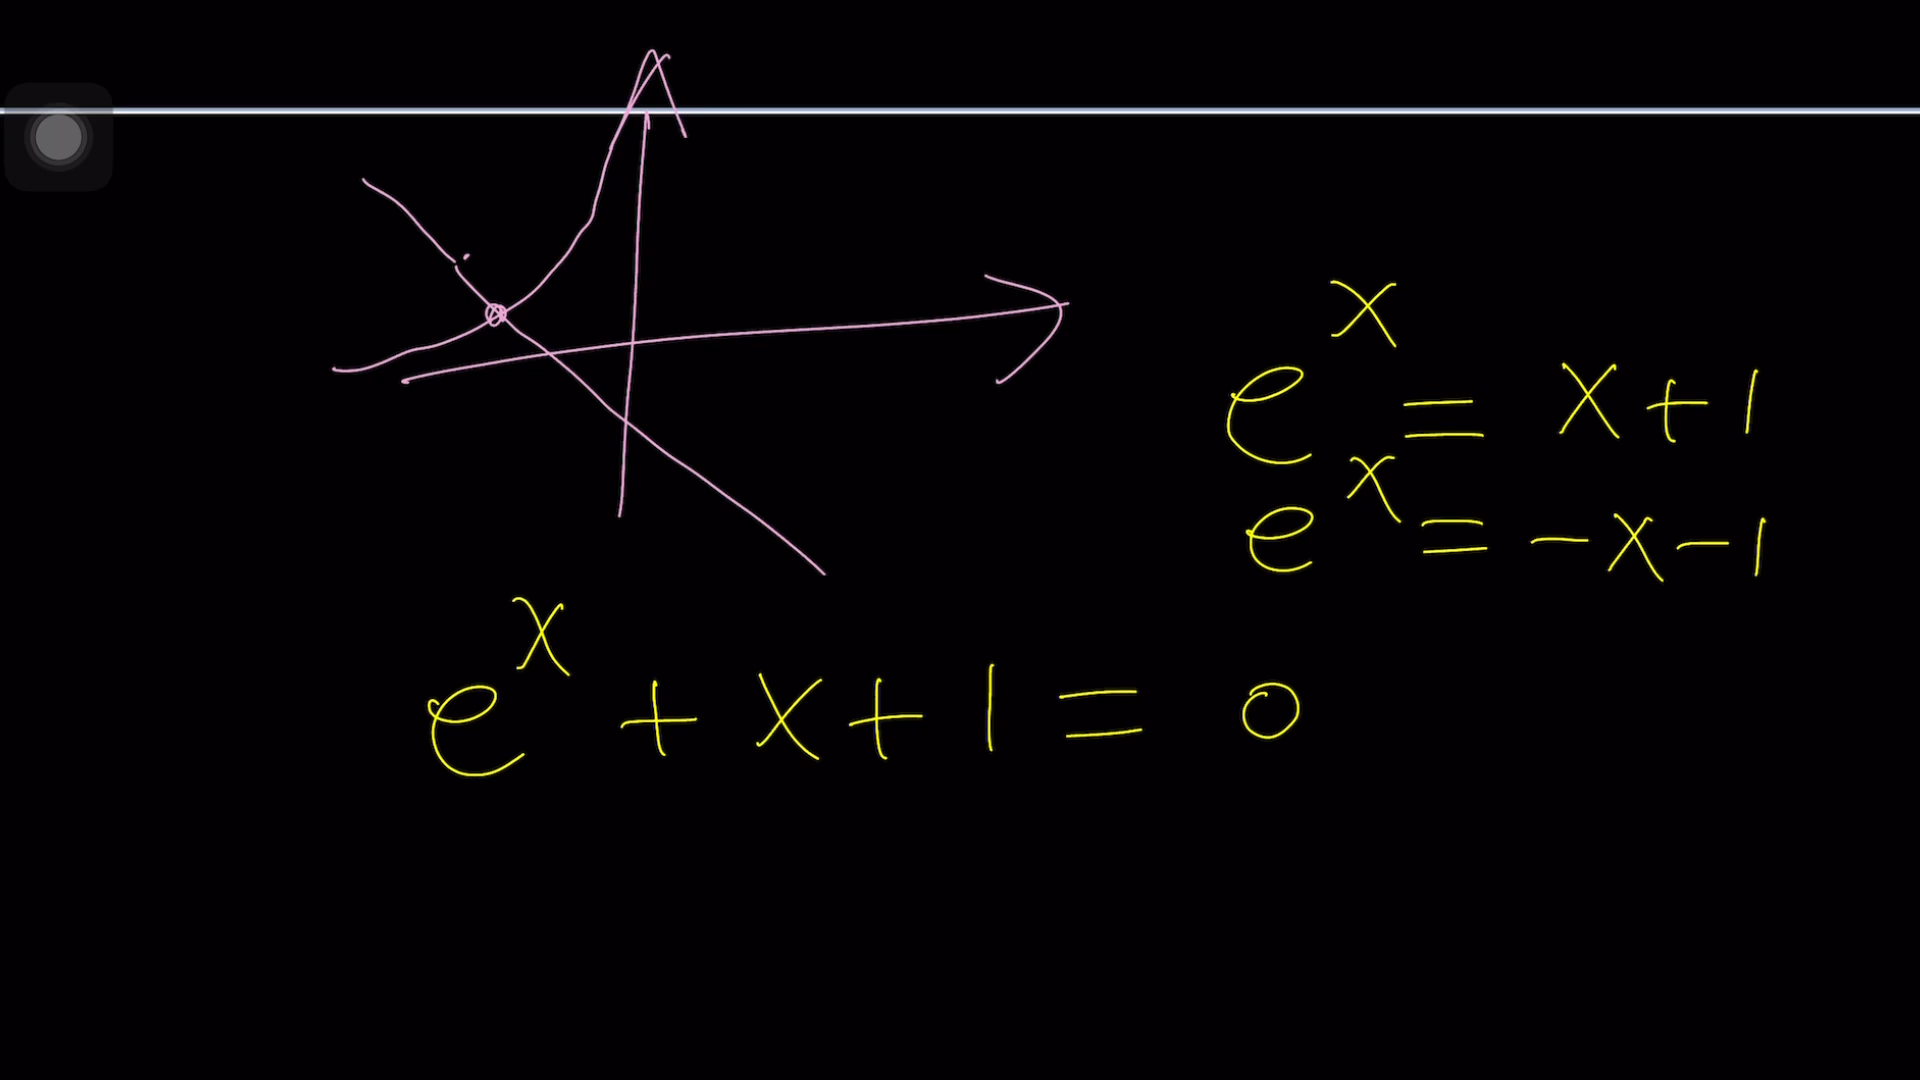 e^x = x+1
e^x = -x-1
e^x + x + 1 = 0